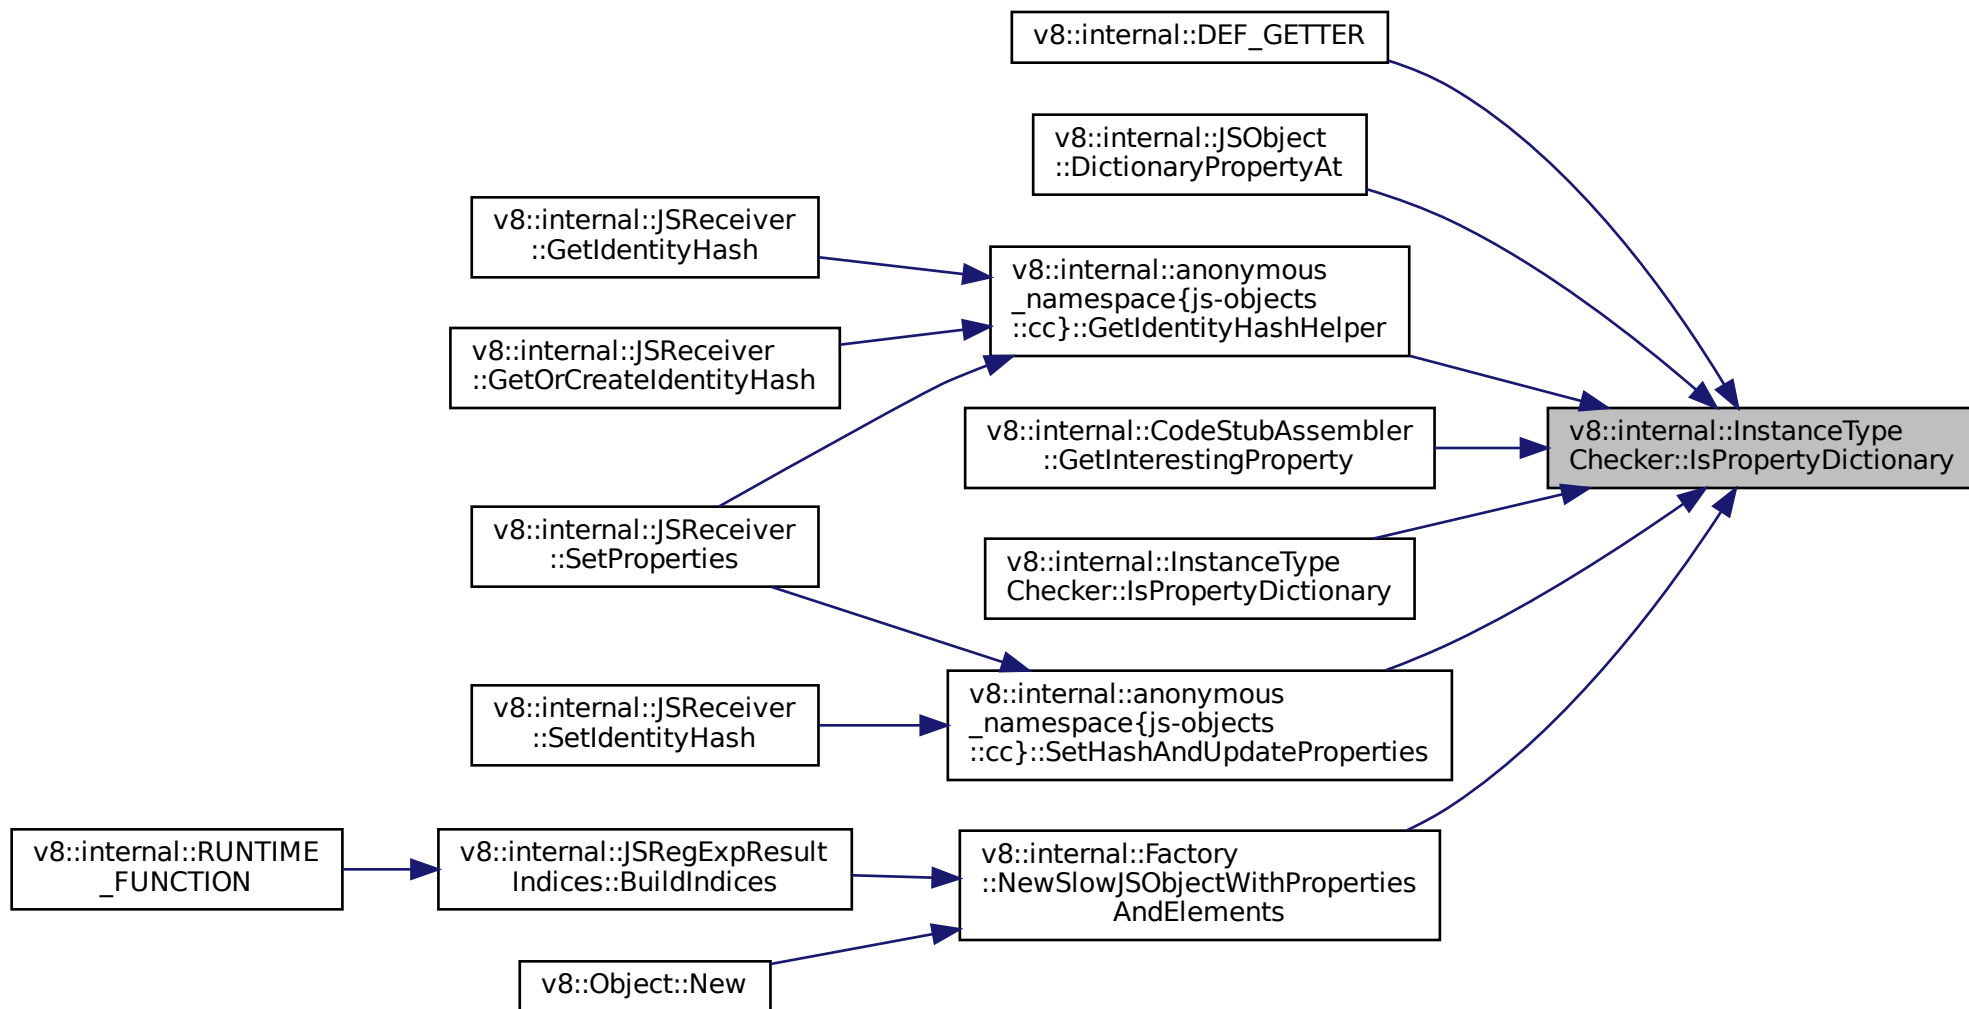 v8::internal::DEF_GETTER
v8::internal::JSObject
::DictionaryPropertyAt
v8::internal::JSReceiver
::GetIdentityHash
v8::internal::anonymous
_namespace{js-objects
::cc}::GetIdentityHashHelper
v8::internal::JSReceiver
::GetOrCreateIdentityHash
v8::internal::CodeStubAssembler
::GetInterestingProperty
v8::internal::InstanceType
Checker::IsPropertyDictionary
v8::internal::JSReceiver
::SetProperties
v8::internal::InstanceType
Checker::IsPropertyDictionary
v8::internal::anonymous
_namespace{js-objects
::cc}::SetHashAndUpdateProperties
v8::internal::JSReceiver
::SetIdentityHash
v8::internal::RUNTIME
_FUNCTION
v8::internal::JSRegExpResult
Indices::BuildIndices
v8::internal::Factory
::NewSlowJSObjectWithProperties
AndElements
v8::Object::New